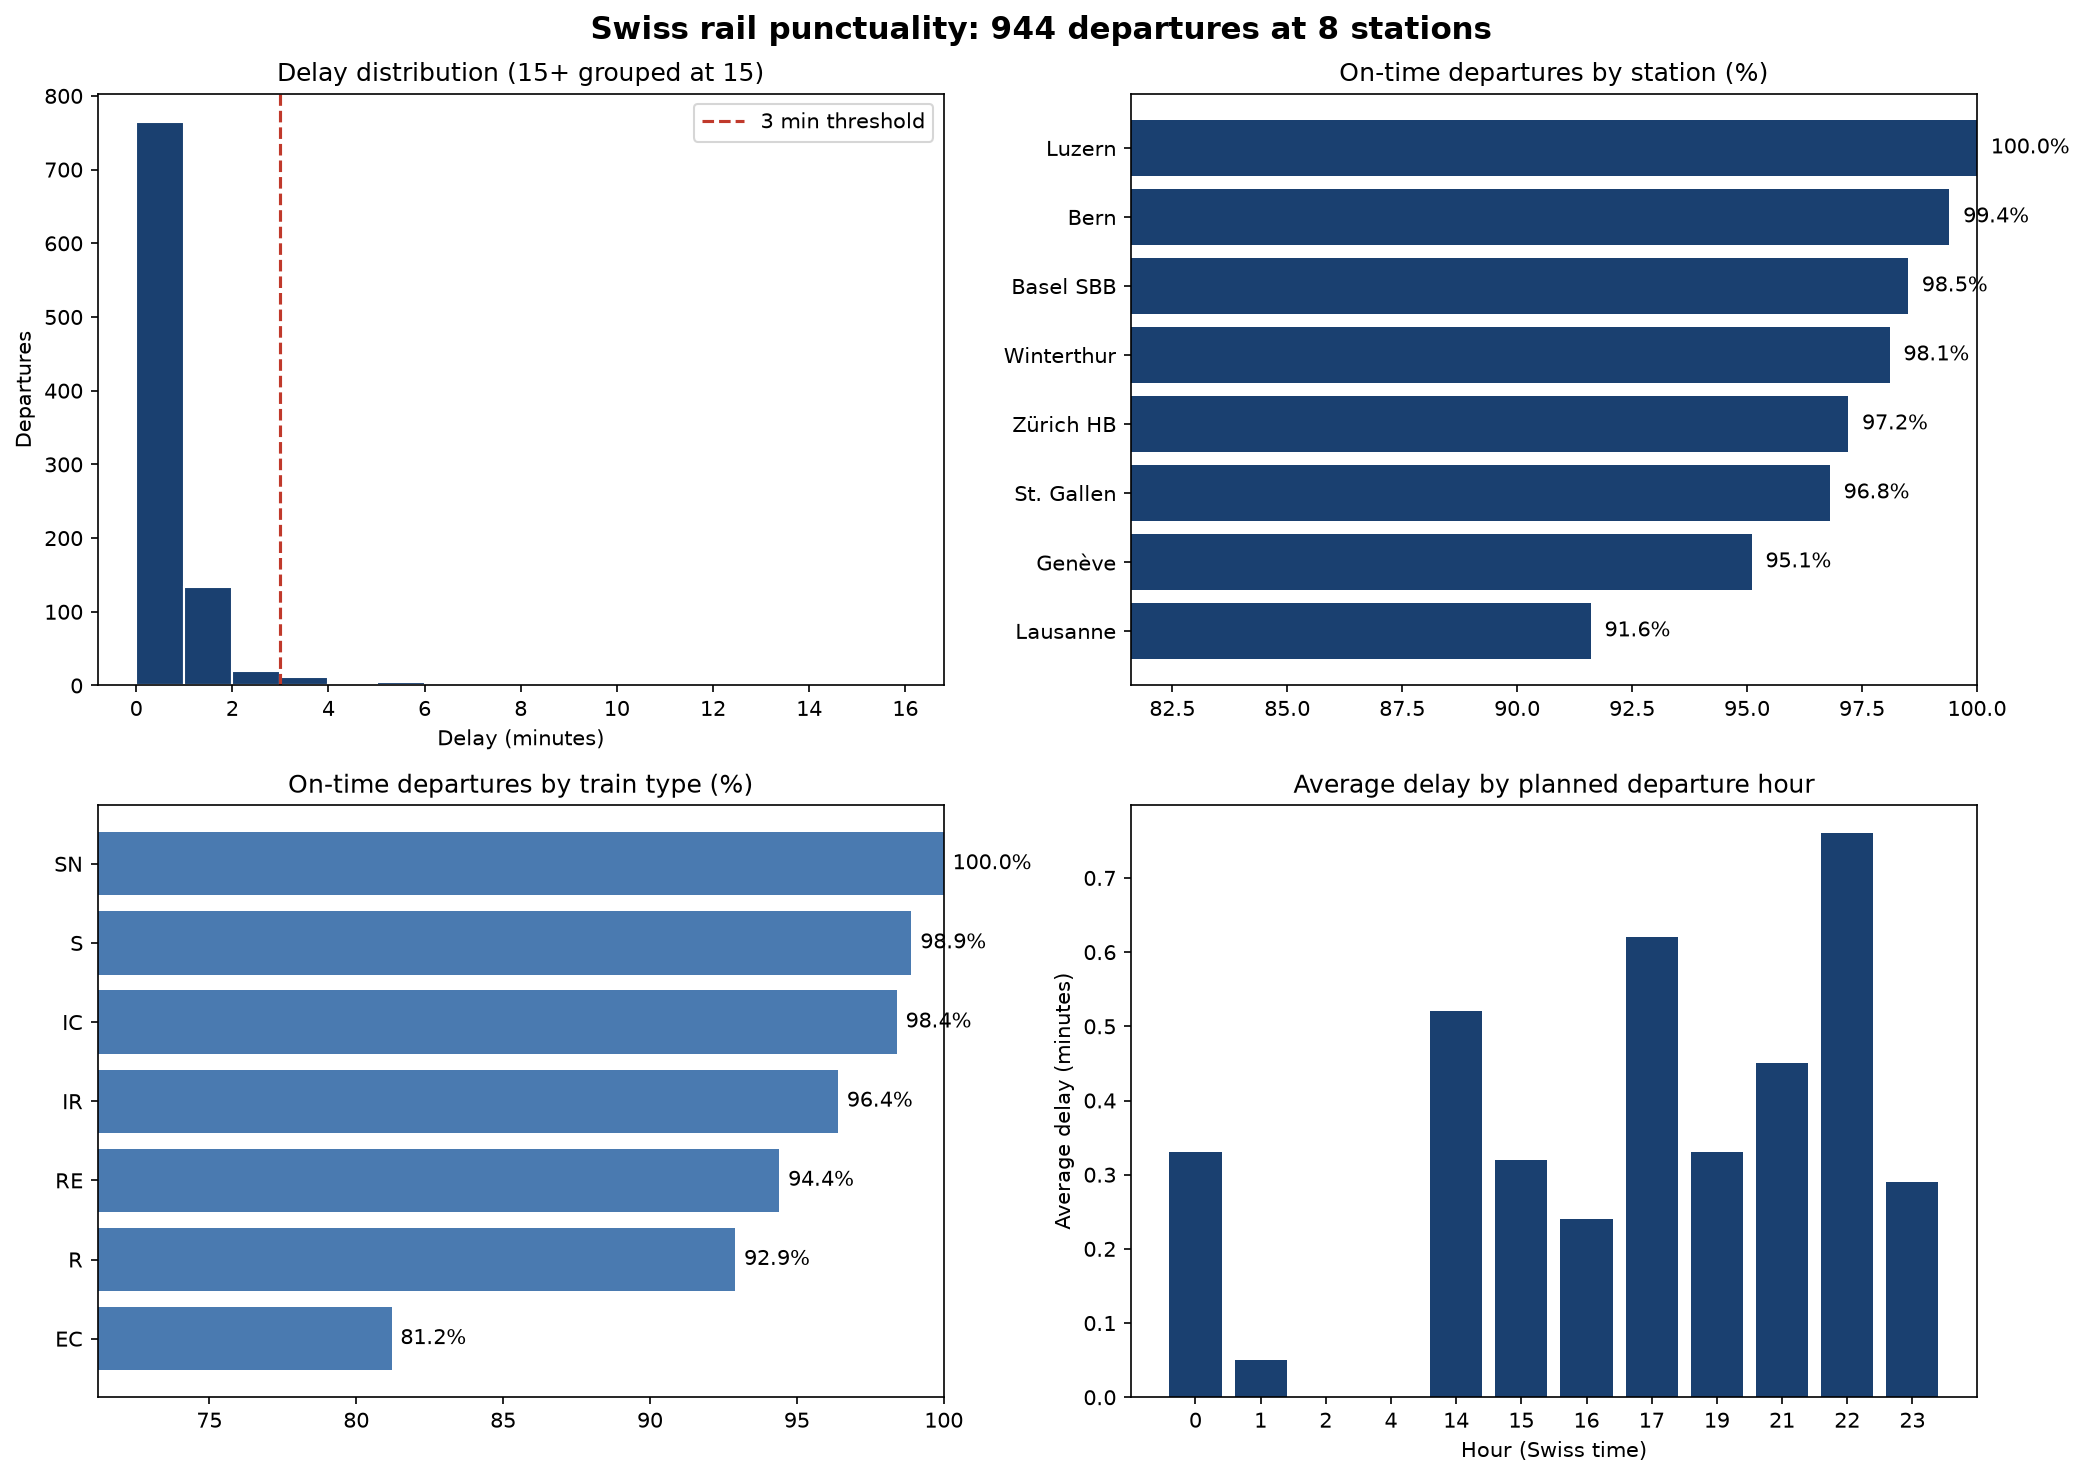 Swiss rail punctuality: 944 departures at 8 stations
Delay distribution (15+ grouped at 15)
800
700
600
500
400
300
200
100
0
Departures
3 min threshold
0 2 4 6 8 10 12 14 16
Delay (minutes)
On-time departures by station (%)
Luzern 100.0%
Bern 99.4%
Basel SBB 98.5%
Winterthur 98.1%
Zürich HB 97.2%
St. Gallen 96.8%
Genève 95.1%
Lausanne 91.6%
82.5 85.0 87.5 90.0 92.5 95.0 97.5 100.0
On-time departures by train type (%)
SN 100.0%
S 98.9%
IC 98.4%
IR 96.4%
RE 94.4%
R 92.9%
EC 81.2%
75 80 85 90 95 100
Average delay by planned departure hour
0.7
0.6
0.5
0.4
0.3
0.2
0.1
0.0
Average delay (minutes)
0 1 2 4 14 15 16 17 19 21 22 23
Hour (Swiss time)